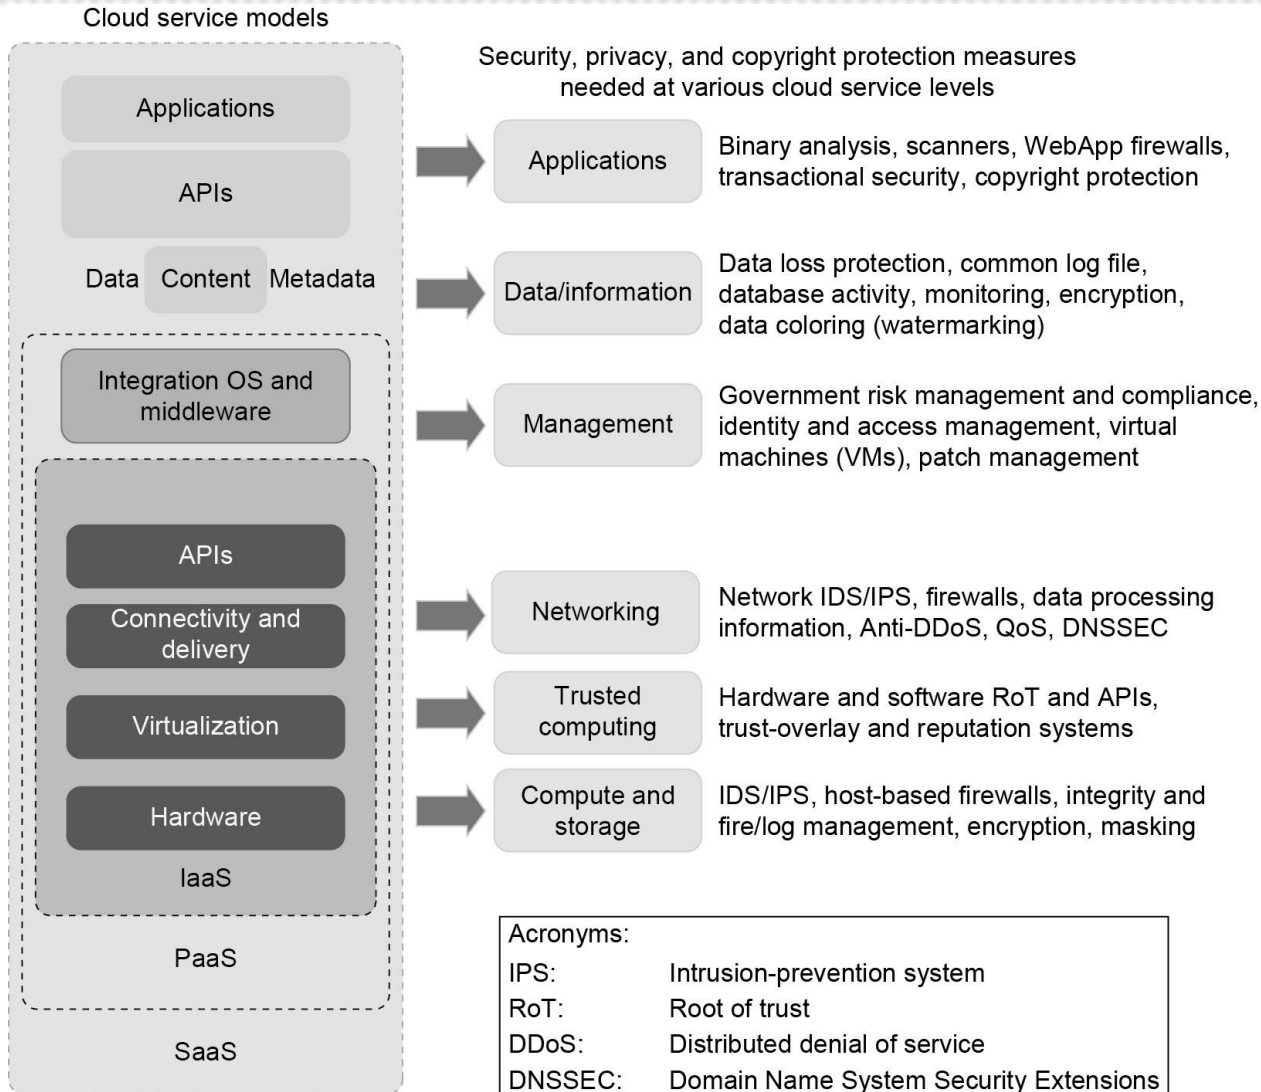 Cloud service models
Applications
APIs
Data Content Metadata
Integration OS and
middleware
APIs
Connectivity and
delivery
Virtualization
Hardware
IaaS
PaaS
SaaS
Security, privacy, and copyright protection measures
needed at various cloud service levels
Applications
Binary analysis, scanners, WebApp firewalls,
transactional security, copyright protection
Data/information
Data loss protection, common log file,
database activity, monitoring, encryption,
data coloring (watermarking)
Management
Government risk management and compliance,
identity and access management, virtual
machines (VMs), patch management
Networking
Network IDS/IPS, firewalls, data processing
information, Anti-DDoS, QoS, DNSSEC
Trusted
computing
Hardware and software RoT and APIs,
trust-overlay and reputation systems
Compute and
storage
IDS/IPS, host-based firewalls, integrity and
fire/log management, encryption, masking
Acronyms:
IPS: Intrusion-prevention system
RoT: Root of trust
DDoS: Distributed denial of service
DNSSEC: Domain Name System Security Extensions